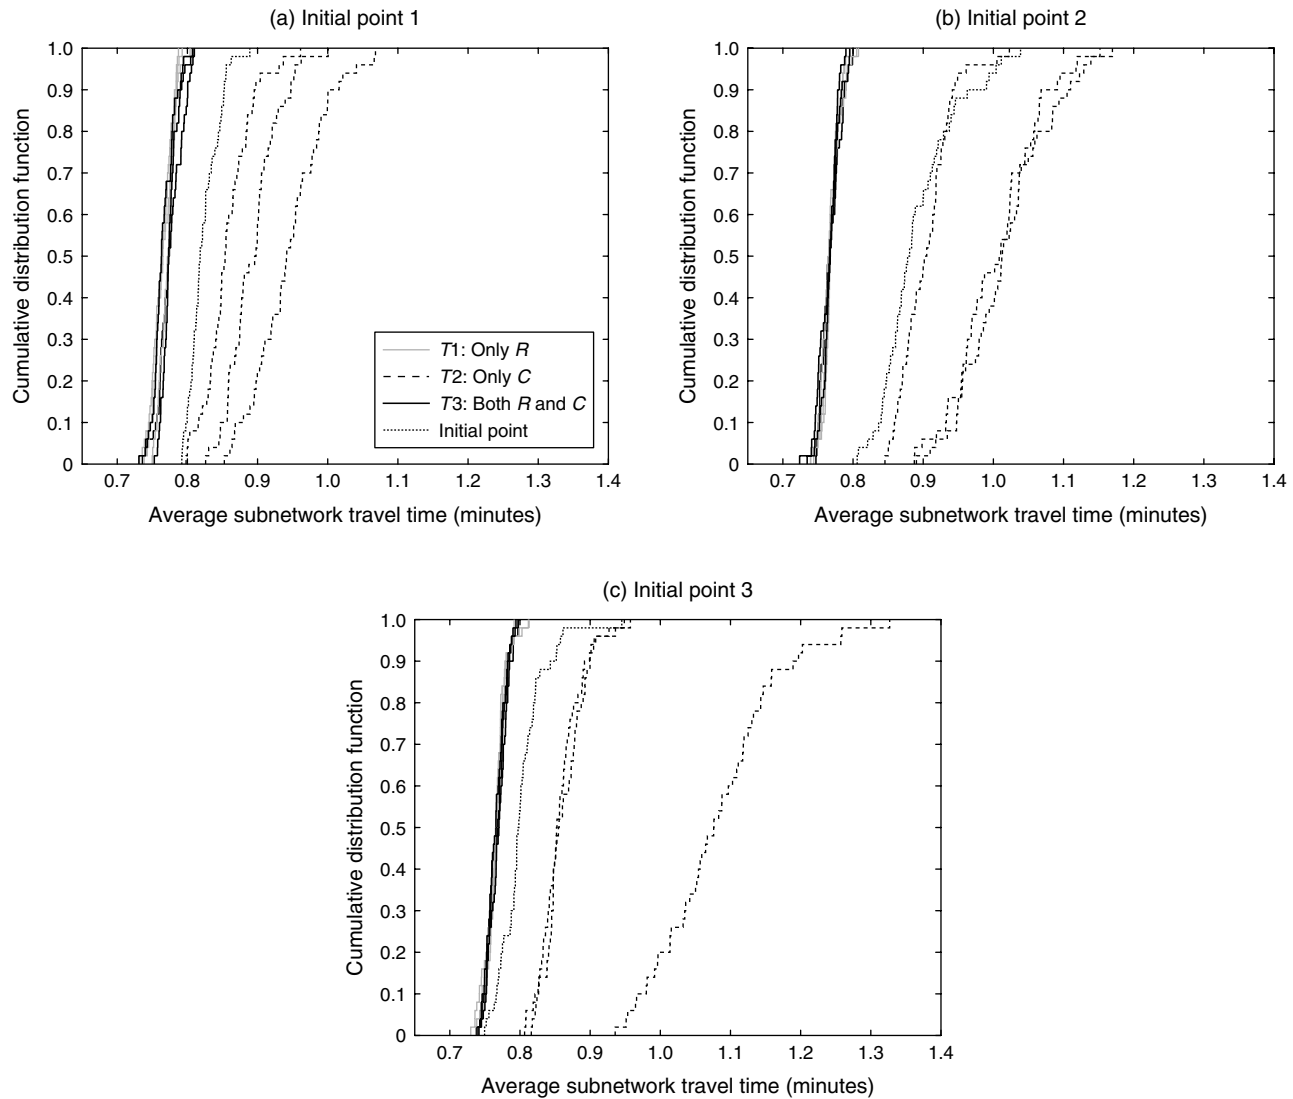 (a) Initial point 1
1.0
0.9
0.8
0.7
0.6
0.5
0.4
0.3
0.2
0.1
0
Cumulative distribution function
T1: Only R
T2: Only C
T3: Both R and C
Initial point
0.7 0.8 0.9 1.0 1.1 1.2 1.3 1.4
Average subnetwork travel time (minutes)
(b) Initial point 2
1.0
0.9
0.8
0.7
0.6
0.5
0.4
0.3
0.2
0.1
0
Cumulative distribution function
0.7 0.8 0.9 1.0 1.1 1.2 1.3 1.4
Average subnetwork travel time (minutes)
(c) Initial point 3
1.0
0.9
0.8
0.7
0.6
0.5
0.4
0.3
0.2
0.1
0
Cumulative distribution function
0.7 0.8 0.9 1.0 1.1 1.2 1.3 1.4
Average subnetwork travel time (minutes)